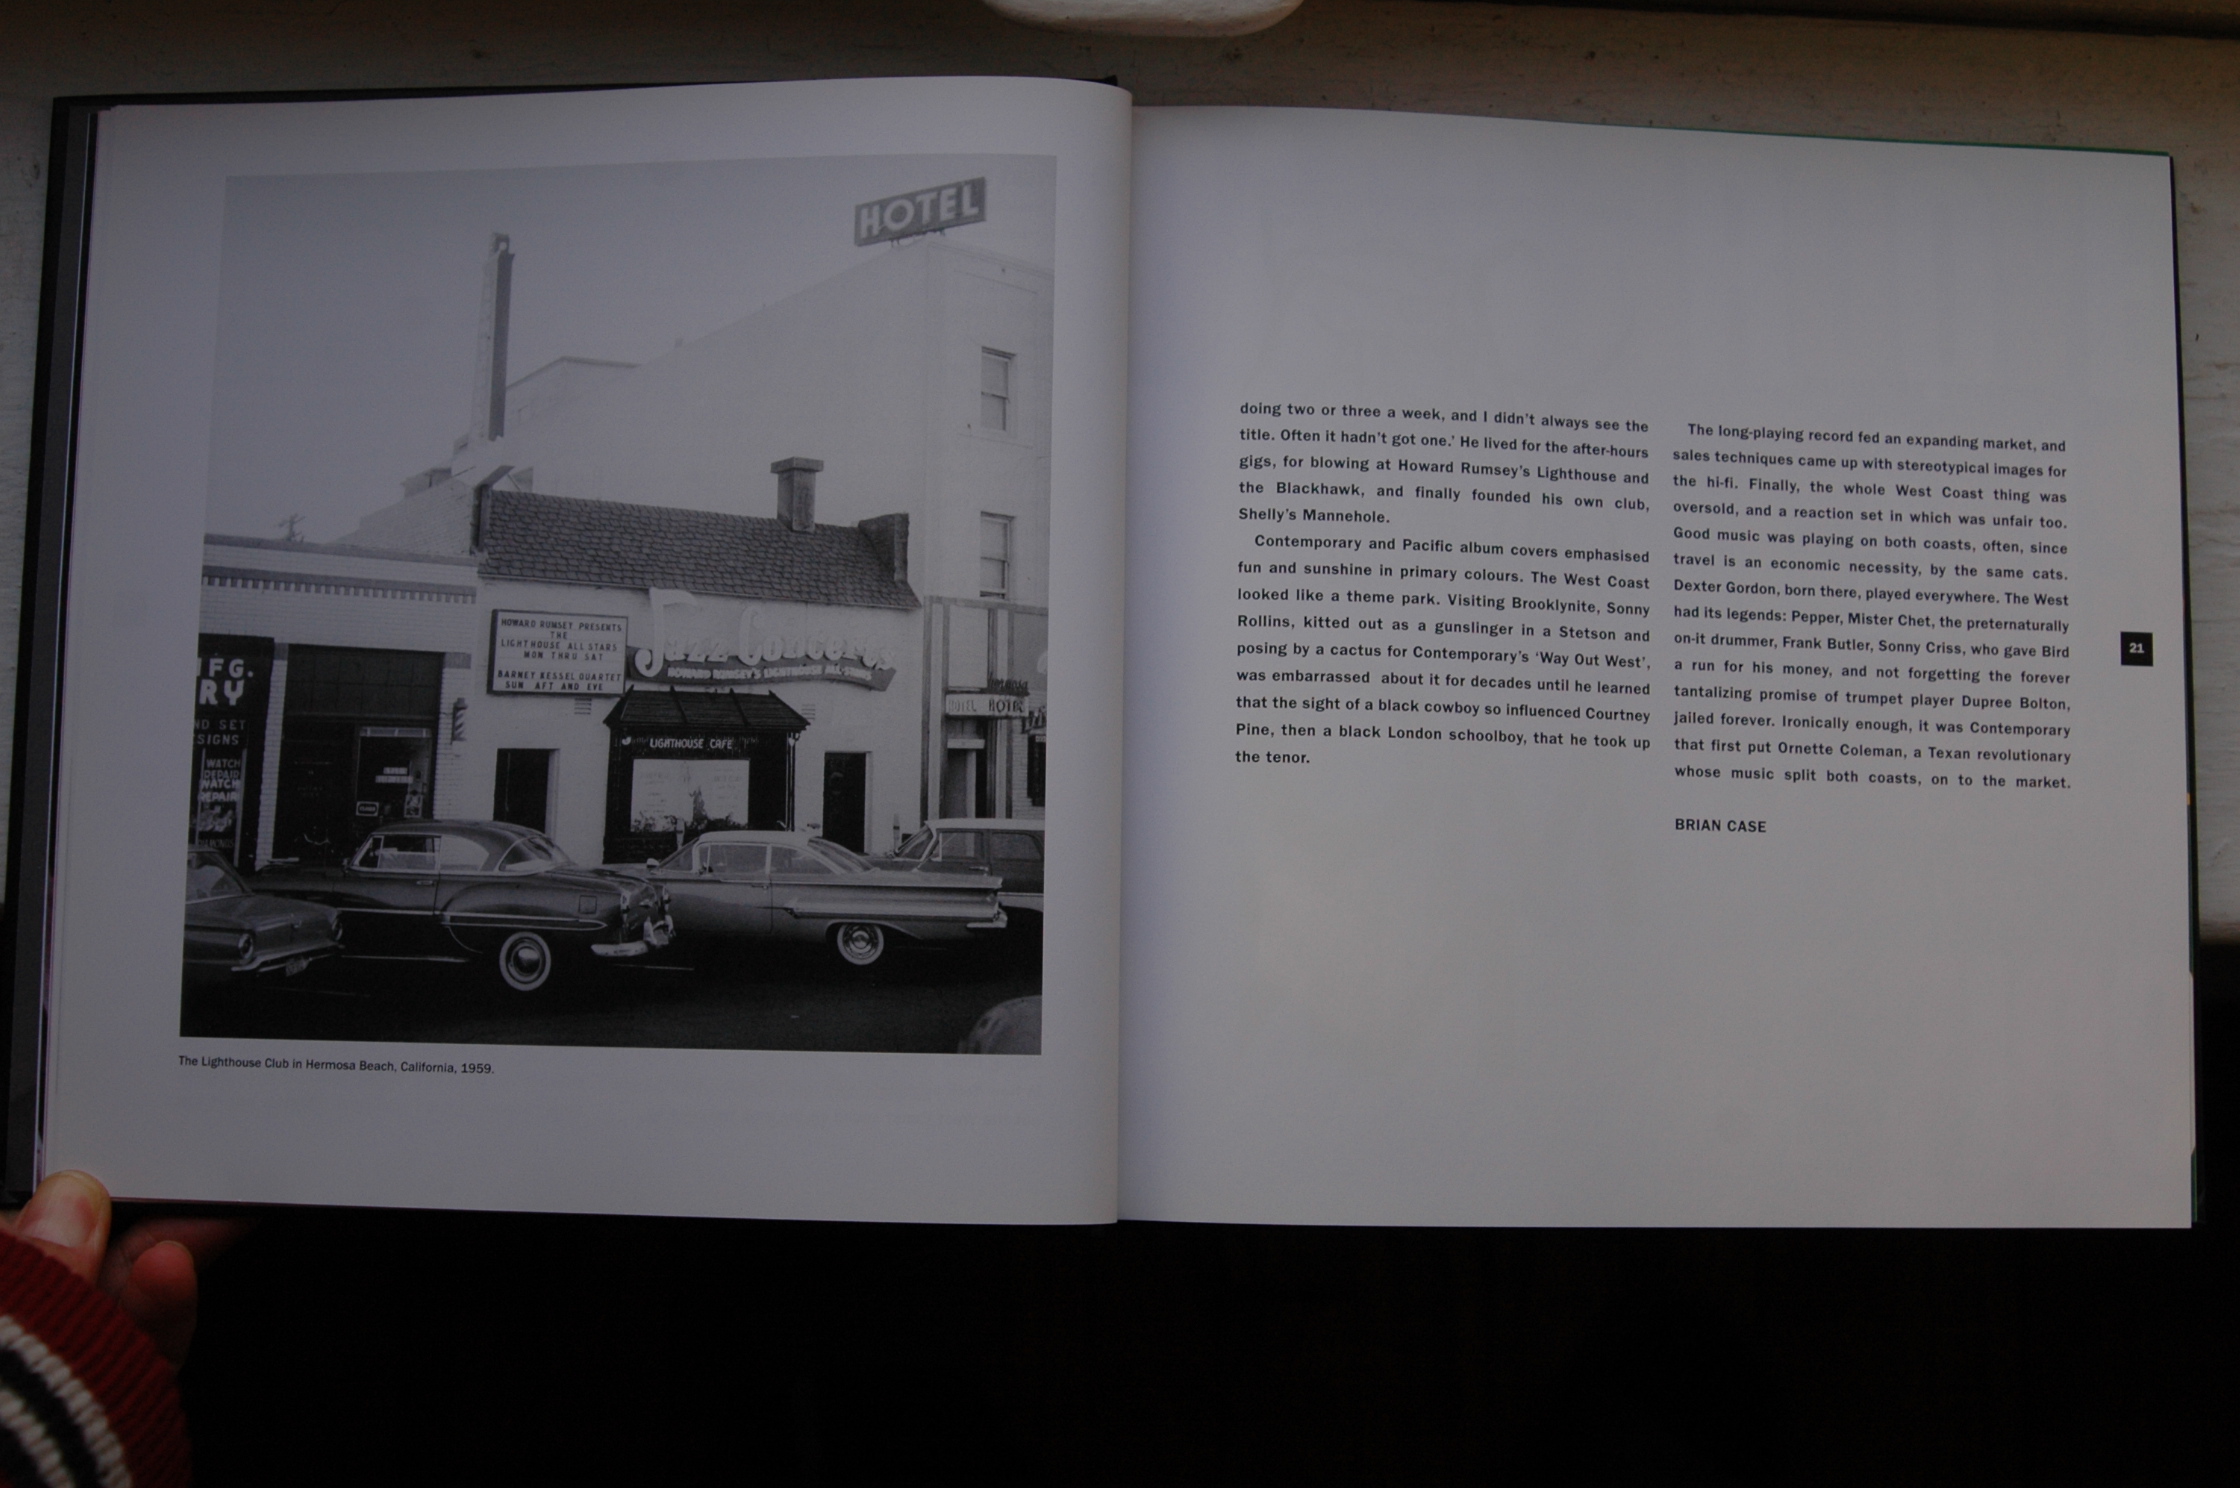 HOTEL
HOWARD RUMSEY PRESENTS
THE
LIGHTHOUSE ALL STARS
MON THRU SAT
BARNEY KESSEL QUARTET
SUN AFT AND EVE
Jazz Concerts
HOWARD RUMSEY'S LIGHTHOUSE ALL-STARS
LIGHTHOUSE CAFE
HOTEL HOTEL
FG.
RY
ND SET
SIGNS
WATCH
REPAIR
WATCH
REPAIR
The Lighthouse Club in Hermosa Beach, California, 1959.
doing two or three a week, and I didn't always see the
title. Often it hadn't got one.' He lived for the after-hours
gigs, for blowing at Howard Rumsey's Lighthouse and
the Blackhawk, and finally founded his own club,
Shelly's Mannehole.
Contemporary and Pacific album covers emphasised
fun and sunshine in primary colours. The West Coast
looked like a theme park. Visiting Brooklynite, Sonny
Rollins, kitted out as a gunslinger in a Stetson and
posing by a cactus for Contemporary's 'Way Out West',
was embarrassed about it for decades until he learned
that the sight of a black cowboy so influenced Courtney
Pine, then a black London schoolboy, that he took up
the tenor.
The long-playing record fed an expanding market, and
sales techniques came up with stereotypical images for
the hi-fi. Finally, the whole West Coast thing was
oversold, and a reaction set in which was unfair too.
Good music was playing on both coasts, often, since
travel is an economic necessity, by the same cats.
Dexter Gordon, born there, played everywhere. The West
had its legends: Pepper, Mister Chet, the preternaturally
on-it drummer, Frank Butler, Sonny Criss, who gave Bird
a run for his money, and not forgetting the forever
tantalizing promise of trumpet player Dupree Bolton,
jailed forever. Ironically enough, it was Contemporary
that first put Ornette Coleman, a Texan revolutionary
whose music split both coasts, on to the market.
BRIAN CASE
21